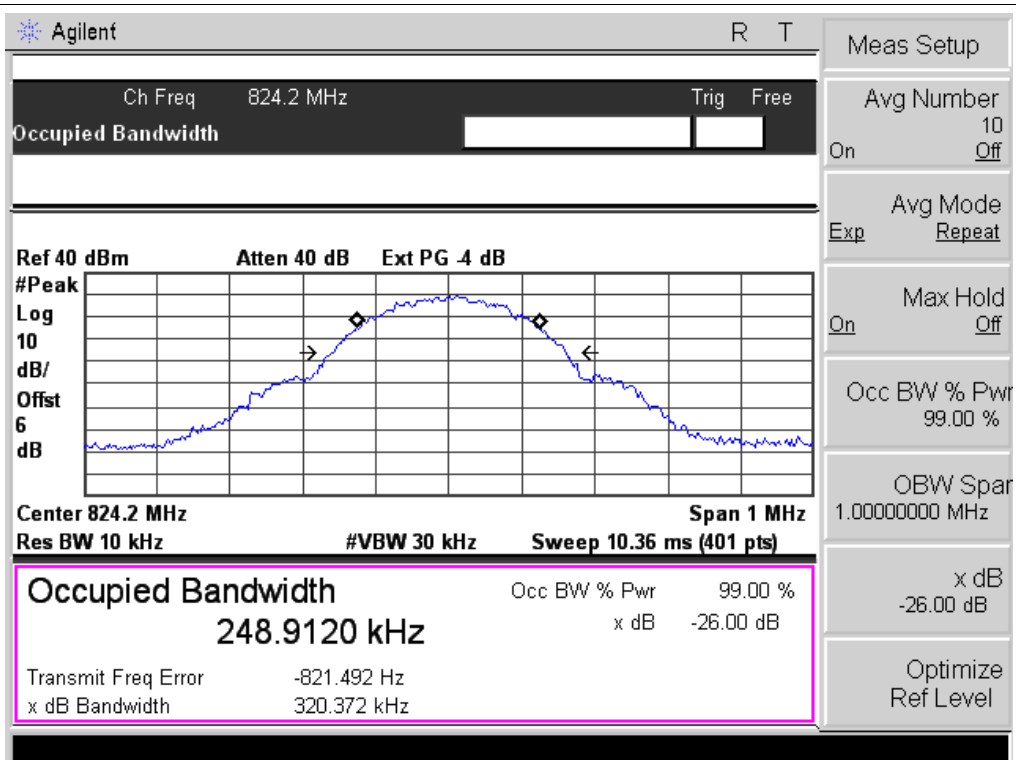 Agilent R T
Ch Freq 824.2 MHz Trig Free
Occupied Bandwidth
Ref 40 dBm Atten 40 dB Ext PG -4 dB
#Peak
Log
10
dB/
Offst
6
dB
Center 824.2 MHz Span 1 MHz
Res BW 10 kHz #VBW 30 kHz Sweep 10.36 ms (401 pts)
Occupied Bandwidth
248.9120 kHz
Occ BW % Pwr 99.00 %
x dB -26.00 dB
Transmit Freq Error -821.492 Hz
x dB Bandwidth 320.372 kHz
Meas Setup
Avg Number
10
On Off
Avg Mode
Exp Repeat
Max Hold
On Off
Occ BW % Pwr
99.00 %
OBW Span
1.00000000 MHz
x dB
-26.00 dB
Optimize
Ref Level